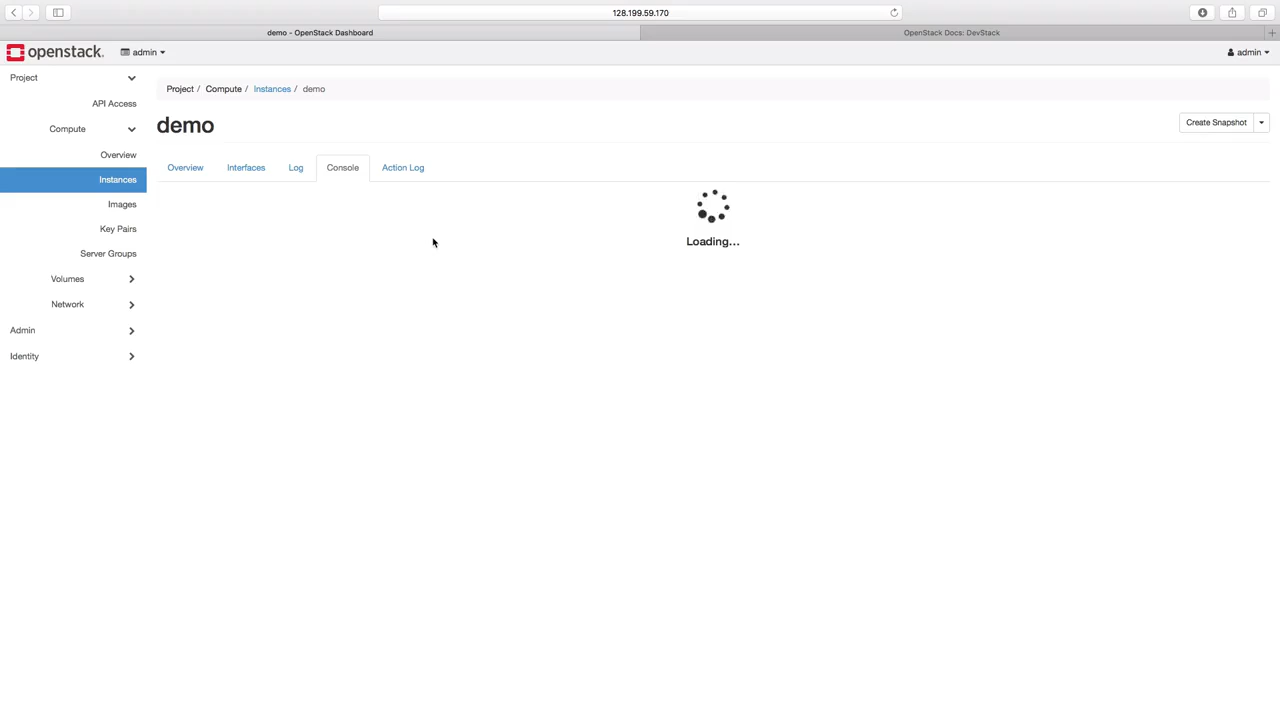 128.199.59.170
demo - OpenStack Dashboard
OpenStack Docs: DevStack
openstack.
admin
admin
Project
API Access
Compute
Overview
Instances
Images
Key Pairs
Server Groups
Volumes
Network
Admin
Identity
Project / Compute / Instances / demo
demo
Create Snapshot
Overview Interfaces Log Console Action Log
Loading...